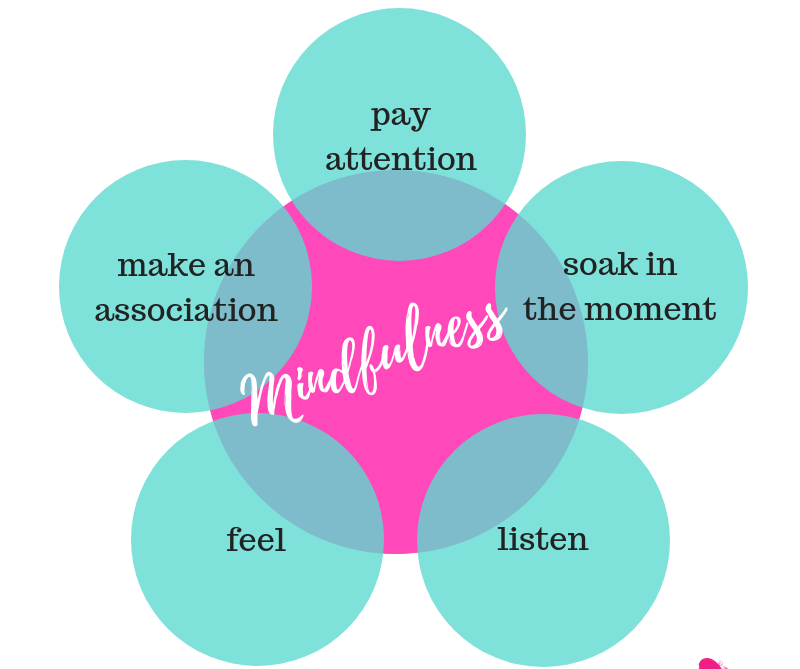 pay
attention
make an
association
soak in
the moment
Mindfulness
feel
listen